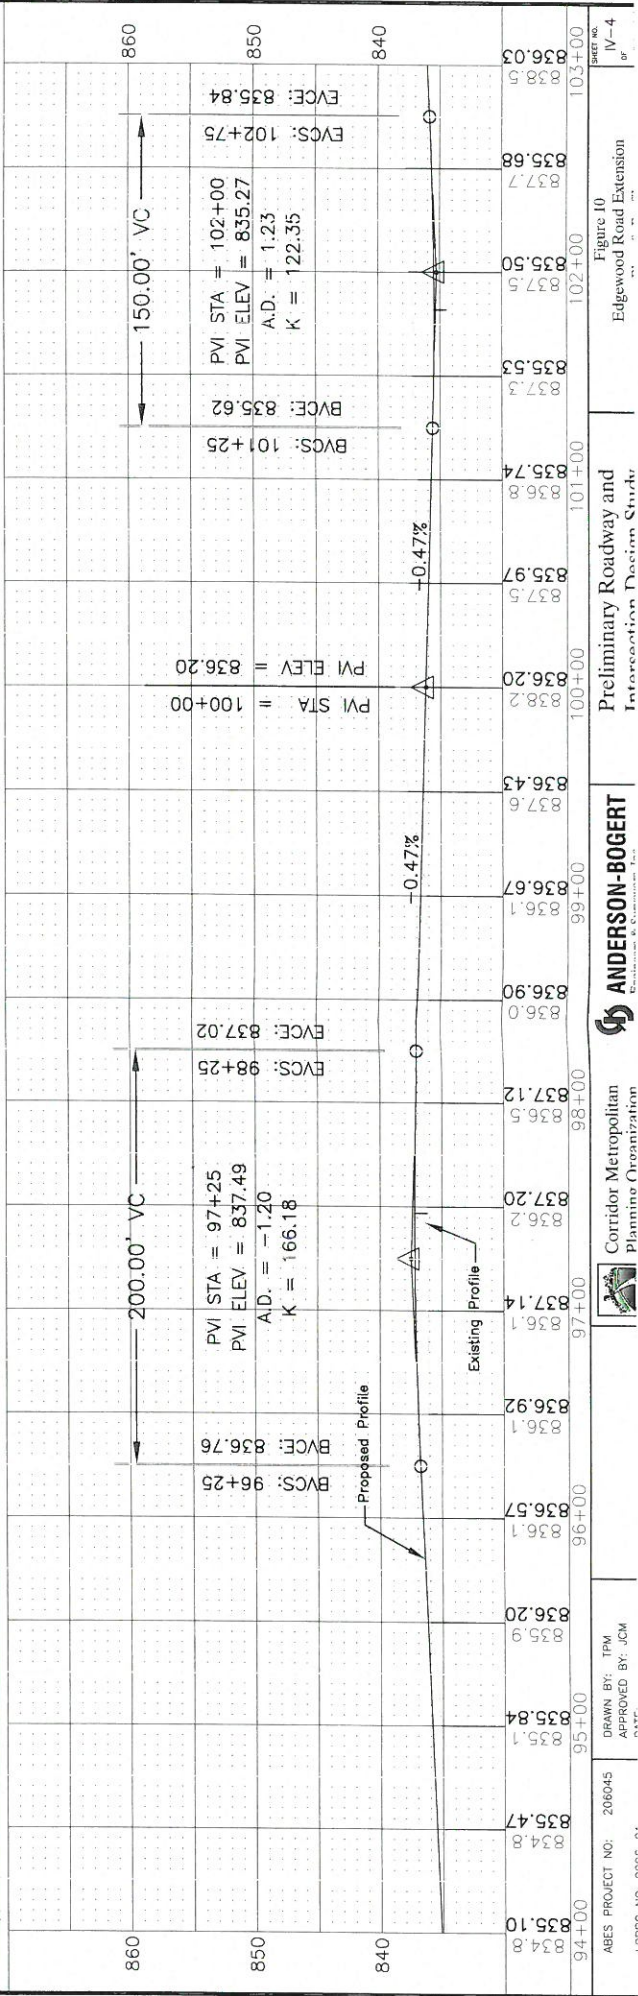 860
850
840
200.00' VC
BVCS: 96+25
BVCE: 836.76
PVI STA = 97+25
PVI ELEV = 837.49
A.D. = -1.20
K = 166.18
EVCS: 98+25
EVCE: 837.02
Proposed Profile
Existing Profile
-0.47%
PVI STA = 100+00
PVI ELEV = 836.20
-0.47%
150.00' VC
BVCS: 101+25
BVCE: 835.62
PVI STA = 102+00
PVI ELEV = 835.27
A.D. = 1.23
K = 122.35
EVCS: 102+75
EVCE: 835.84
860
850
840
835.10
834.8
94+00
835.47
834.8
835.84
835.1
95+00
836.20
835.9
836.57
836.1
96+00
836.92
836.1
837.14
836.1
97+00
837.20
836.2
837.12
836.5
98+00
836.90
836.0
836.67
836.1
99+00
836.43
837.6
836.20
838.2
100+00
835.97
837.5
835.74
836.8
101+00
835.53
837.3
835.50
837.5
102+00
835.68
837.7
836.03
838.5
103+00
ABES PROJECT NO: 206045
DRAWN BY: TPM
APPROVED BY: JCM
Corridor Metropolitan
Planning Organization
ANDERSON-BOGERT
Preliminary Roadway and
Intersection Design Study
Figure 10
Edgewood Road Extension
SHEET NO.
IV-4
OF